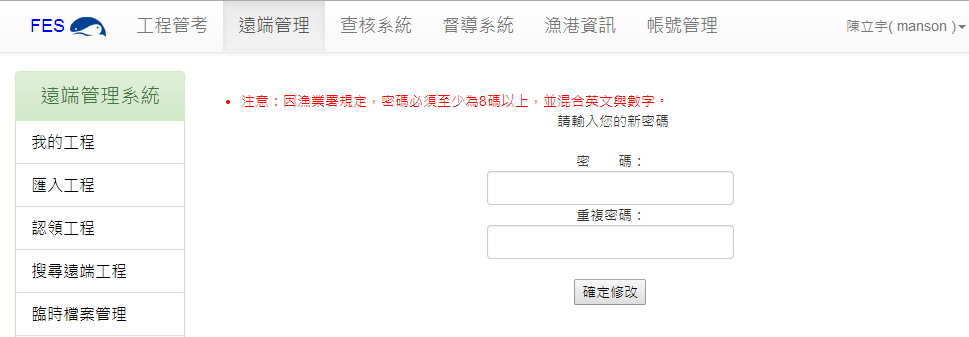 FES 工程管考 遠端管理 查核系統 督導系統 漁港資訊 帳號管理 陳立宇( manson )
遠端管理系統
我的工程
匯入工程
認領工程
搜尋遠端工程
臨時檔案管理
注意：因漁業署規定，密碼必須至少為8碼以上，並混合英文與數字。
請輸入您的新密碼
密　　碼：
重複密碼：
確定修改